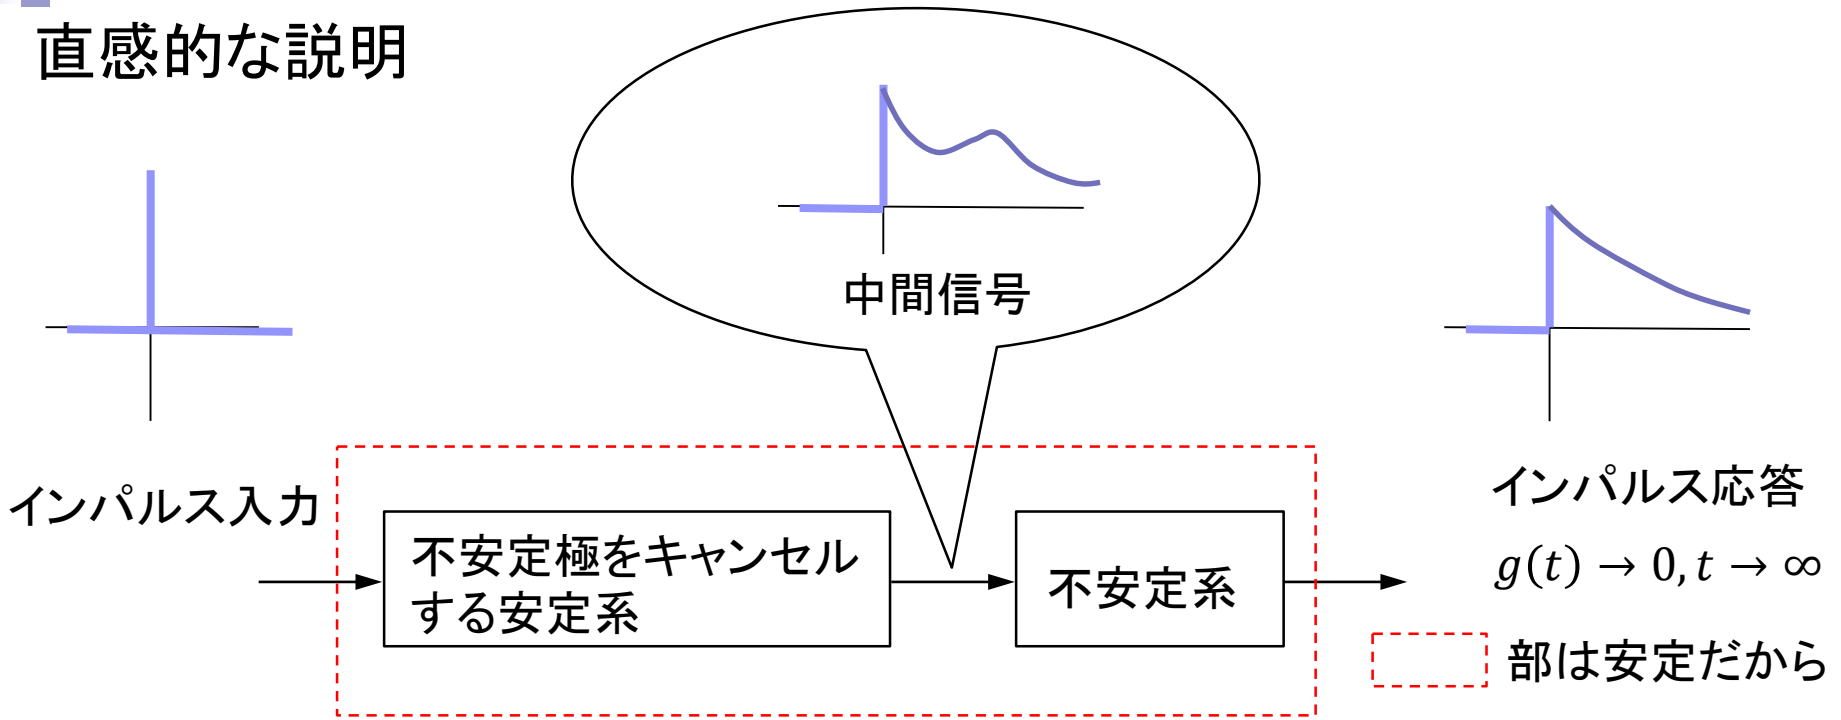 直感的な説明
中間信号
インパルス入力
不安定極をキャンセル
する安定系
不安定系
インパルス応答
g(t) → 0, t → ∞
部は安定だから